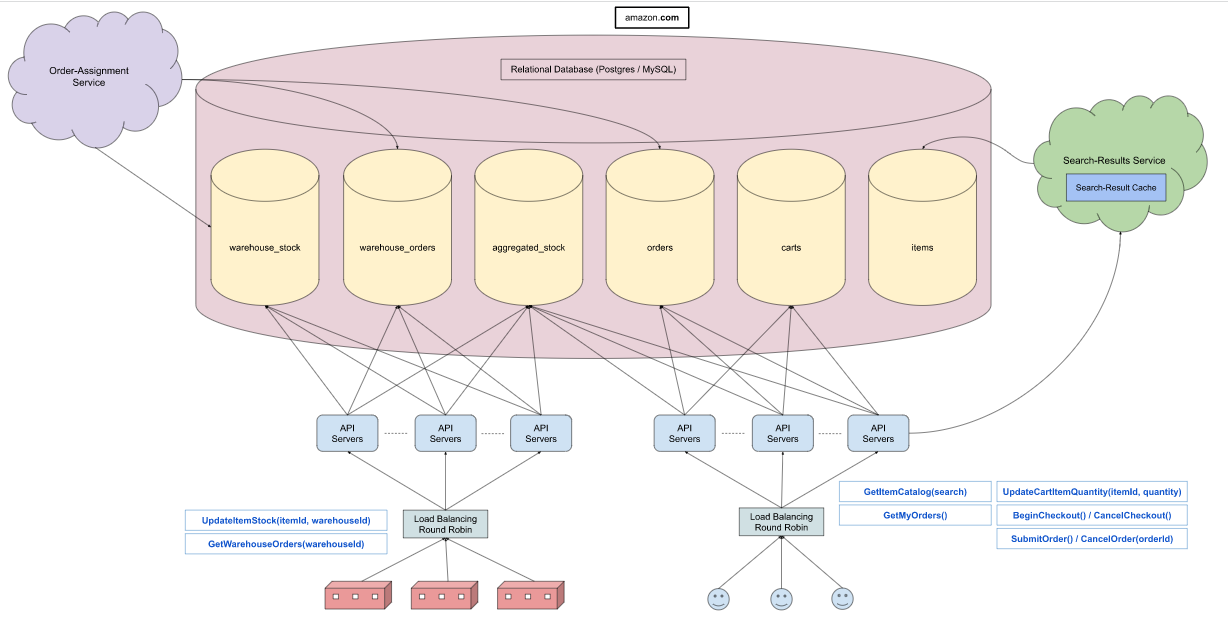 amazon.com
Order-Assignment
Service
Relational Database (Postgres / MySQL)
Search-Results Service
Search-Result Cache
warehouse_stock
warehouse_orders
aggregated_stock
orders
carts
items
API
Servers
API
Servers
API
Servers
API
Servers
API
Servers
API
Servers
UpdateItemStock(itemId, warehouseId)
GetWarehouseOrders(warehouseId)
Load Balancing
Round Robin
Load Balancing
Round Robin
GetItemCatalog(search)
GetMyOrders()
UpdateCartItemQuantity(itemId, quantity)
BeginCheckout() / CancelCheckout()
SubmitOrder() / CancelOrder(orderId)